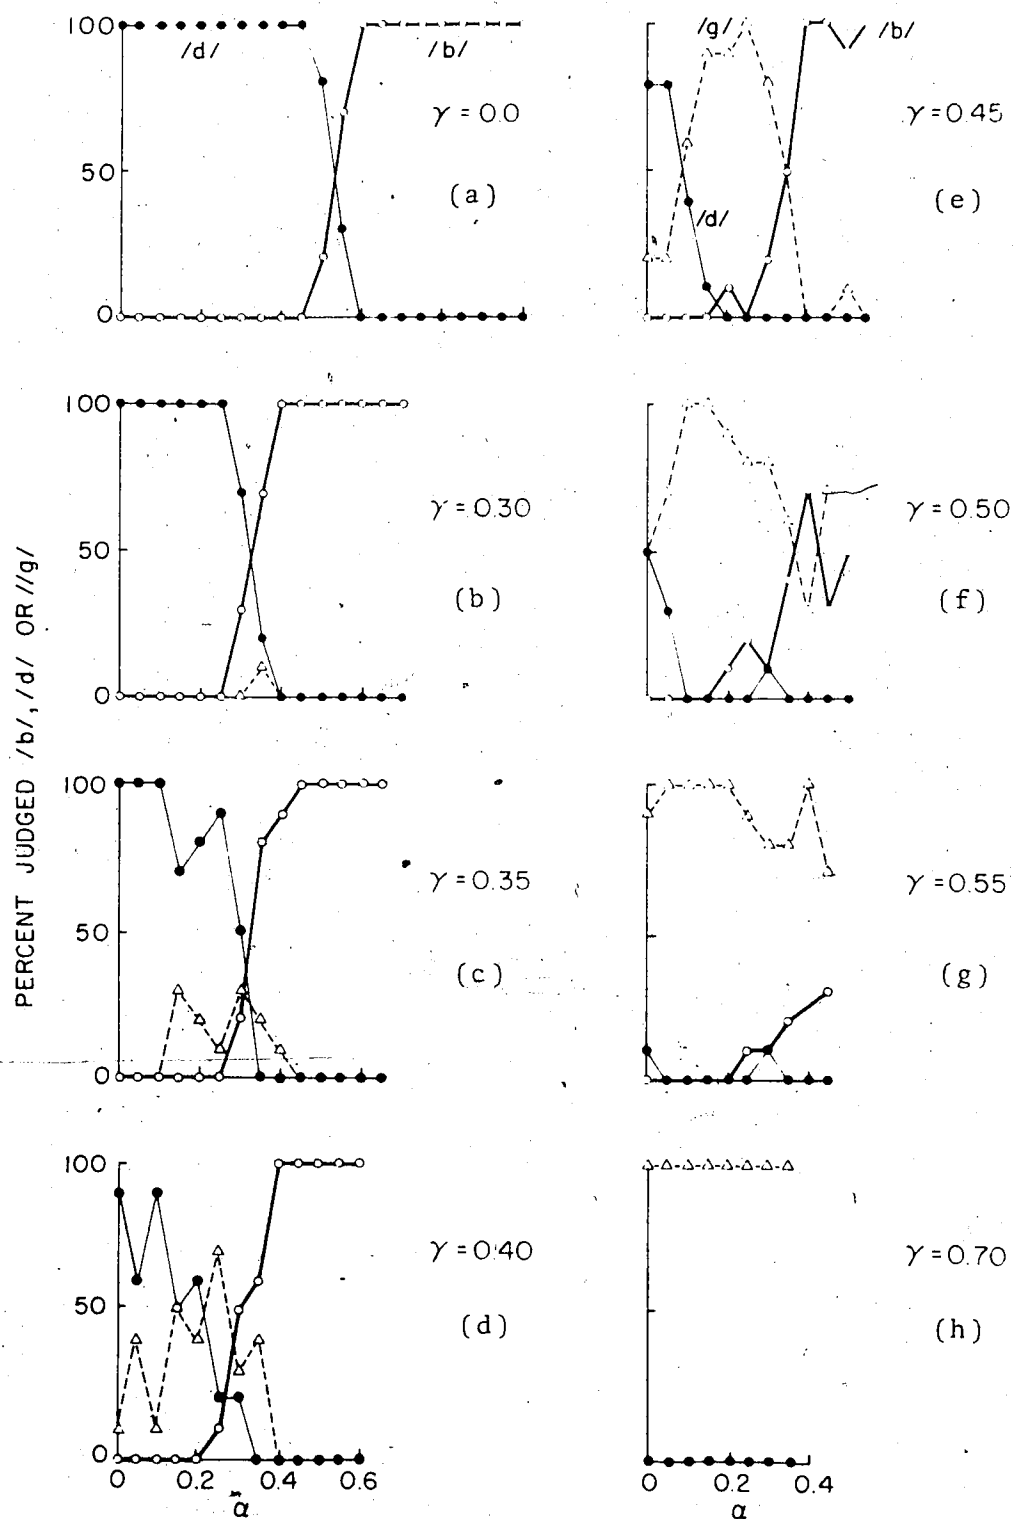 PERCENT JUDGED /b/, /d/ OR //g/
100
50
0
/d/
/b/
γ = 0.0
(a)
100
50
0
γ = 0.30
(b)
100
50
0
γ = 0.35
(c)
100
50
0
γ = 0.40
(d)
0
0.2
0.4
0.6
α
/g/
/b/
/d/
γ = 0.45
(e)
γ = 0.50
(f)
γ = 0.55
(g)
γ = 0.70
(h)
0
0.2
0.4
α